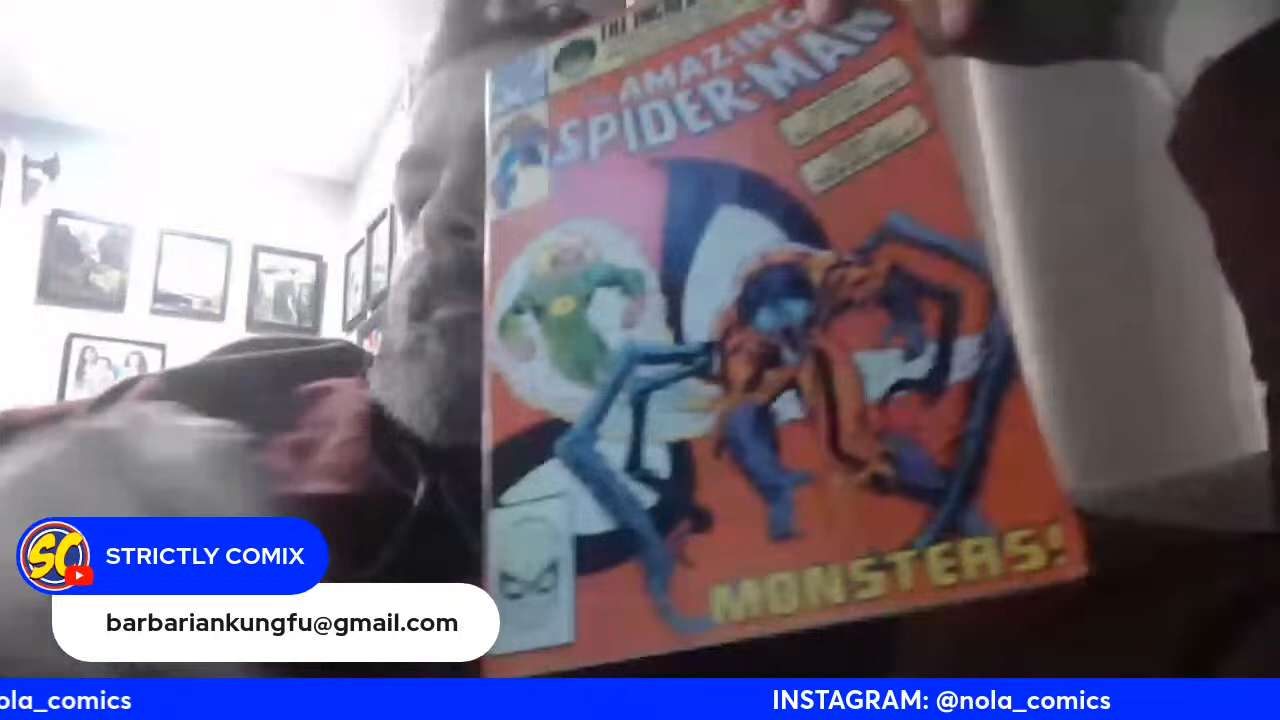 THE
AMAZING
SPIDER-MAN
MONSTERS!
SC
STRICTLY COMIX
barbariankungfu@gmail.com
ola_comics
INSTAGRAM: @nola_comics